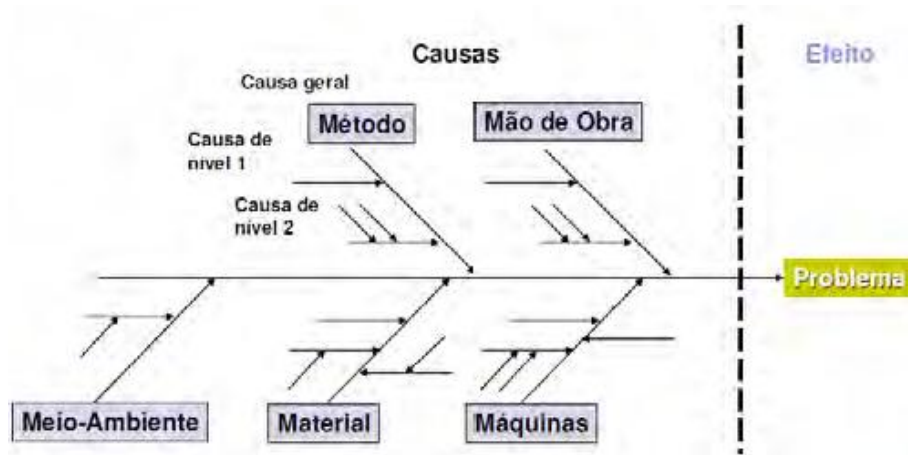 Causas
Efeito
Causa geral
Método
Mão de Obra
Causa de
nível 1
Causa de
nível 2
Problema
Meio-Ambiente
Material
Máquinas